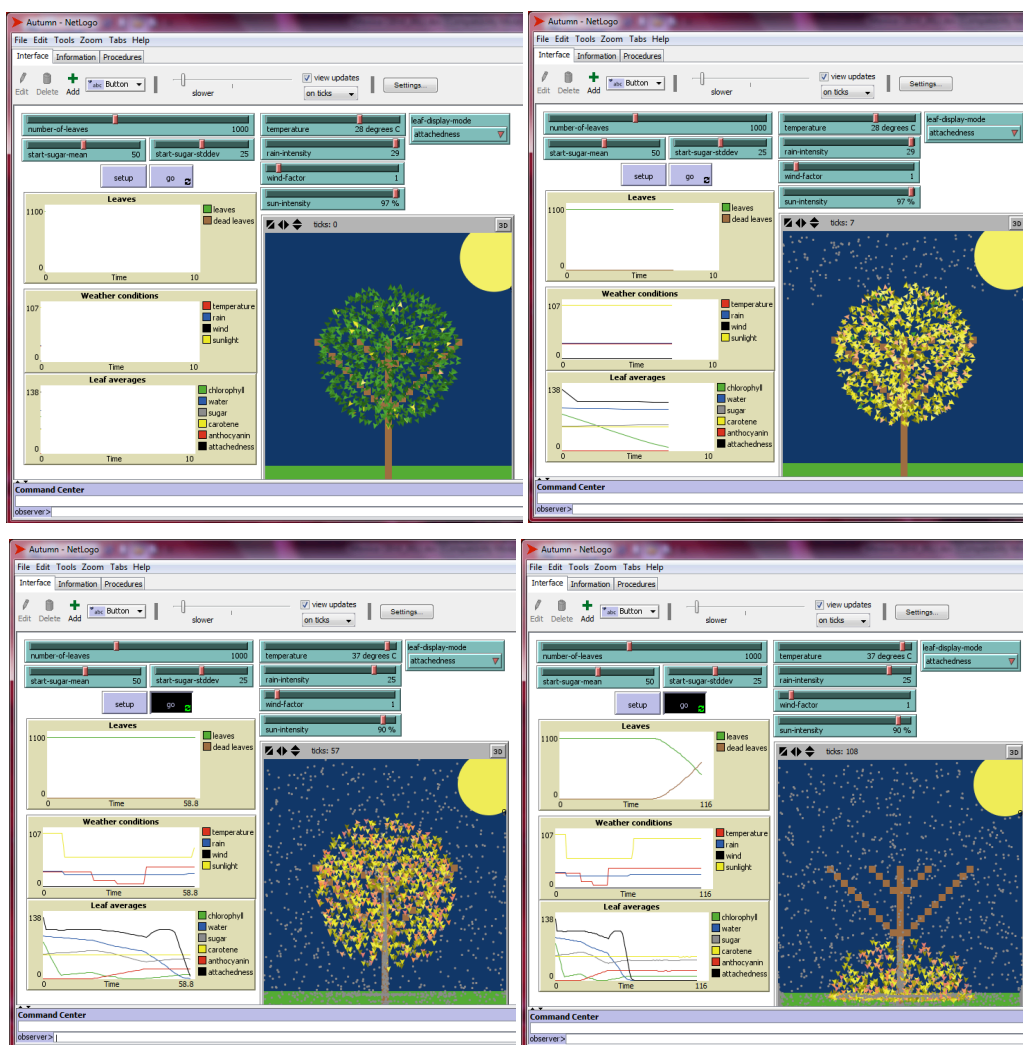 Autumn - NetLogo
File Edit Tools Zoom Tabs Help
Interface Information Procedures
Edit Delete Add abc Button slower view updates on ticks Settings...
number-of-leaves 1000
start-sugar-mean 50 start-sugar-stddev 25
setup go
temperature 28 degrees C
rain-intensity 29
wind-factor 1
sun-intensity 97 %
leaf-display-mode
attachedness
Leaves
1100
leaves
dead leaves
0
0 Time 10
Weather conditions
107
temperature
rain
wind
sunlight
0
0 Time 10
Leaf averages
138
chlorophyll
water
sugar
carotene
anthocyanin
attachedness
0
0 Time 10
ticks: 0 3D
Command Center
observer>
Autumn - NetLogo
File Edit Tools Zoom Tabs Help
Interface Information Procedures
Edit Delete Add abc Button slower view updates on ticks Settings...
number-of-leaves 1000
start-sugar-mean 50 start-sugar-stddev 25
setup go
temperature 28 degrees C
rain-intensity 29
wind-factor 1
sun-intensity 97 %
leaf-display-mode
attachedness
Leaves
1100
leaves
dead leaves
0
0 Time 10
Weather conditions
107
temperature
rain
wind
sunlight
0
0 Time 10
Leaf averages
138
chlorophyll
water
sugar
carotene
anthocyanin
attachedness
0
0 Time 10
ticks: 7 3D
Command Center
observer>
Autumn - NetLogo
File Edit Tools Zoom Tabs Help
Interface Information Procedures
Edit Delete Add abc Button slower view updates on ticks Settings...
number-of-leaves 1000
start-sugar-mean 50 start-sugar-stddev 25
setup go
temperature 37 degrees C
rain-intensity 25
wind-factor 1
sun-intensity 90 %
leaf-display-mode
attachedness
Leaves
1100
leaves
dead leaves
0
0 Time 58.8
Weather conditions
107
temperature
rain
wind
sunlight
0
0 Time 58.8
Leaf averages
138
chlorophyll
water
sugar
carotene
anthocyanin
attachedness
0
0 Time 58.8
ticks: 57 3D
Command Center
observer>
Autumn - NetLogo
File Edit Tools Zoom Tabs Help
Interface Information Procedures
Edit Delete Add abc Button slower view updates on ticks Settings...
number-of-leaves 1000
start-sugar-mean 50 start-sugar-stddev 25
setup go
temperature 37 degrees C
rain-intensity 25
wind-factor 1
sun-intensity 90 %
leaf-display-mode
attachedness
Leaves
1100
leaves
dead leaves
0
0 Time 116
Weather conditions
107
temperature
rain
wind
sunlight
0
0 Time 116
Leaf averages
138
chlorophyll
water
sugar
carotene
anthocyanin
attachedness
0
0 Time 116
ticks: 108 3D
Command Center
observer>